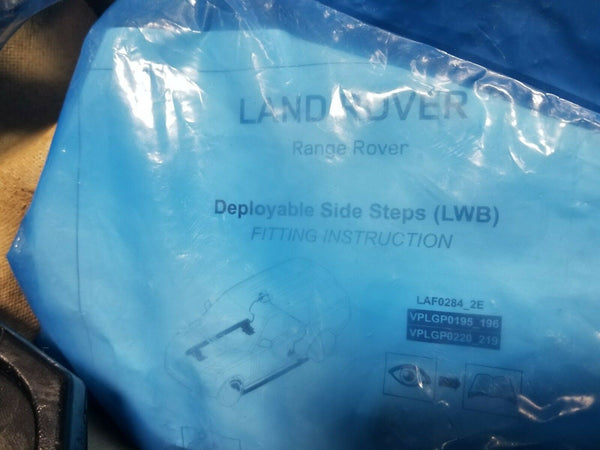 LAND ROVER
Range Rover
Deployable Side Steps (LWB)
FITTING INSTRUCTION
LAF0284_2E
VPLGP0195_196
VPLGP0220_219